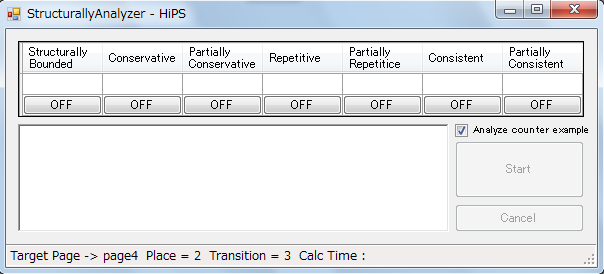 StructurallyAnalyzer - HiPS
Structurally Bounded
Conservative
Partially Conservative
Repetitive
Partially Repetitice
Consistent
Partially Consistent
OFF OFF OFF OFF OFF OFF OFF
Analyze counter example
Start
Cancel
Target Page -> page4 Place = 2 Transition = 3 Calc Time :